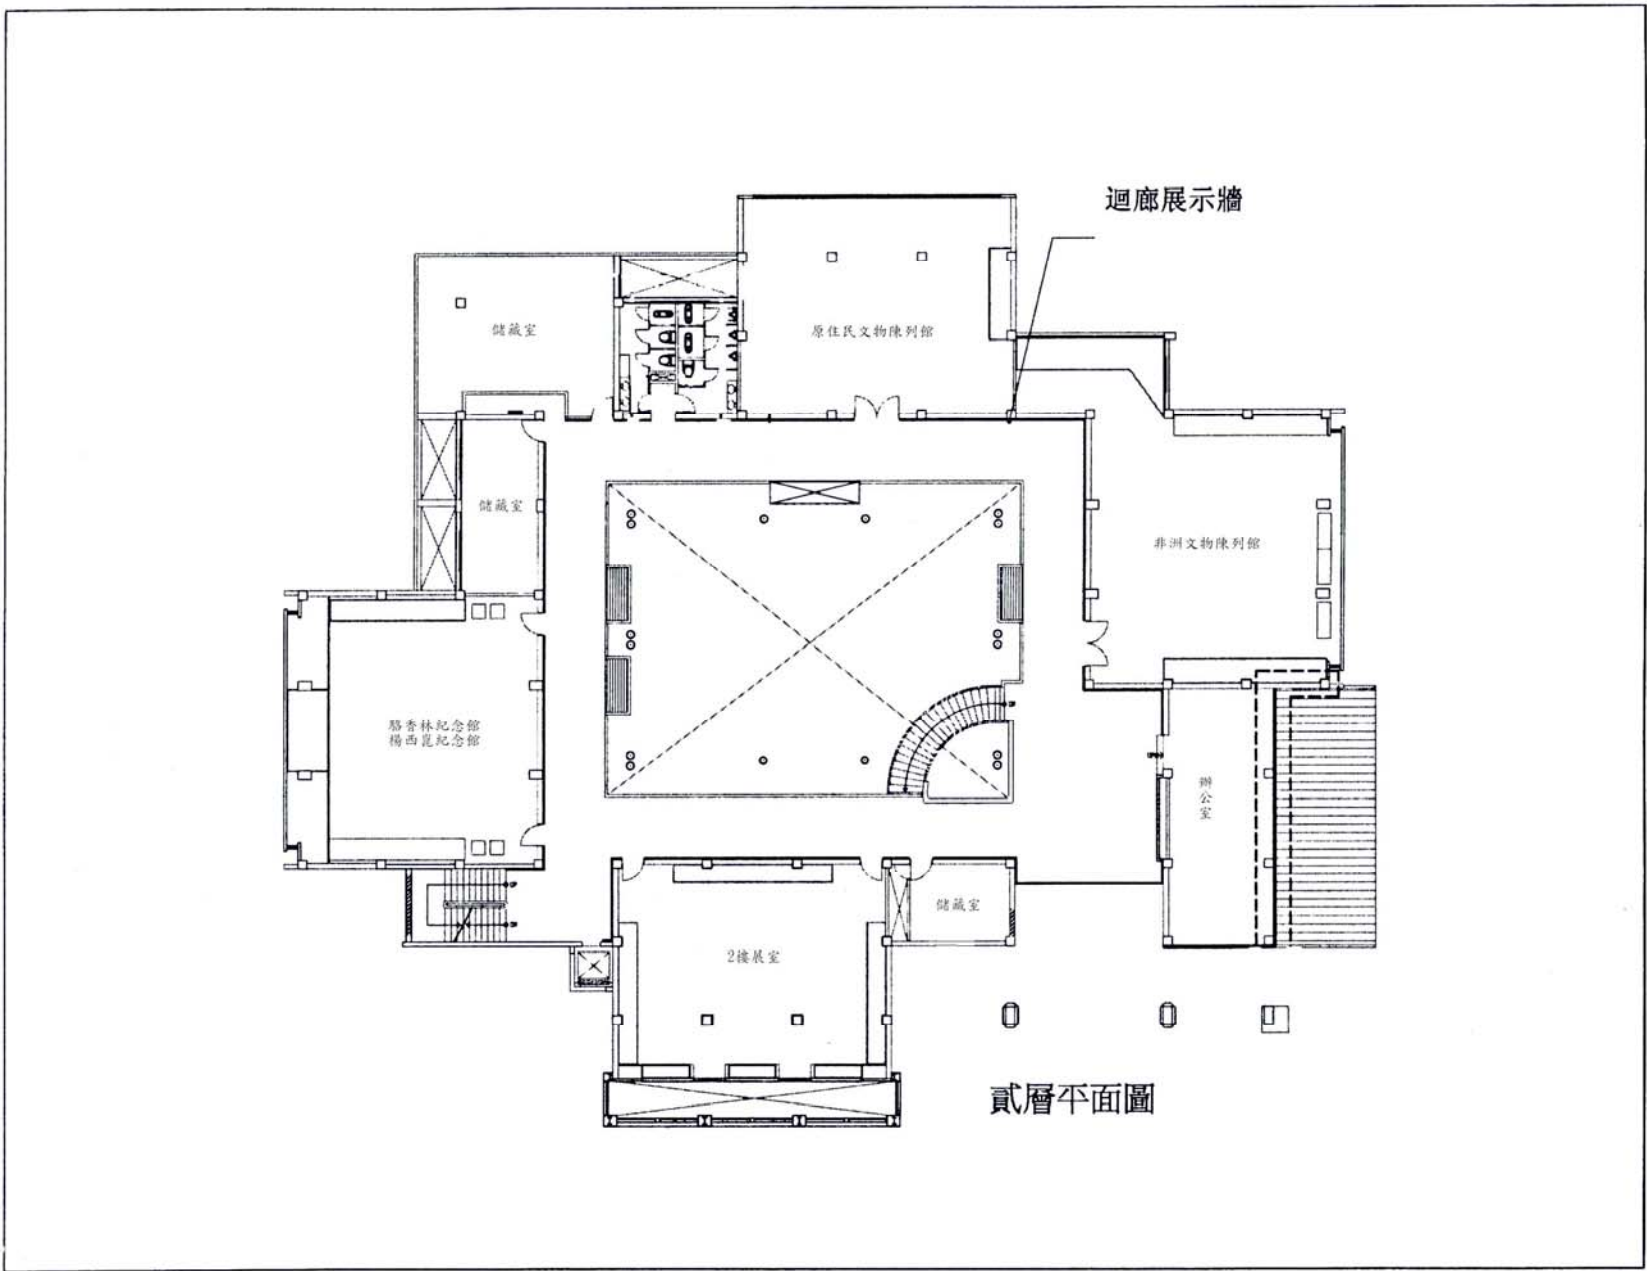 迴廊展示牆
儲藏室
原住民文物陳列館
儲藏室
非洲文物陳列館
駱香林紀念館
楊西崑紀念館
辦公室
儲藏室
2樓展室
貳層平面圖